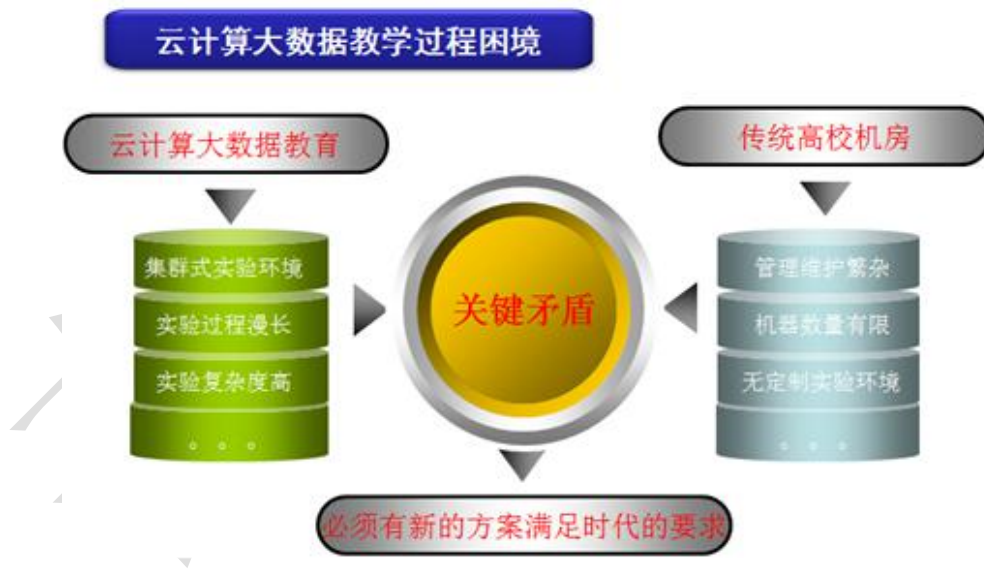 云计算大数据教学过程困境
云计算大数据教育
传统高校机房
集群式实验环境
实验过程漫长
实验复杂度高
。。。
关键矛盾
管理维护繁杂
机器数量有限
无定制实验环境
。。。
必须有新的方案满足时代的要求